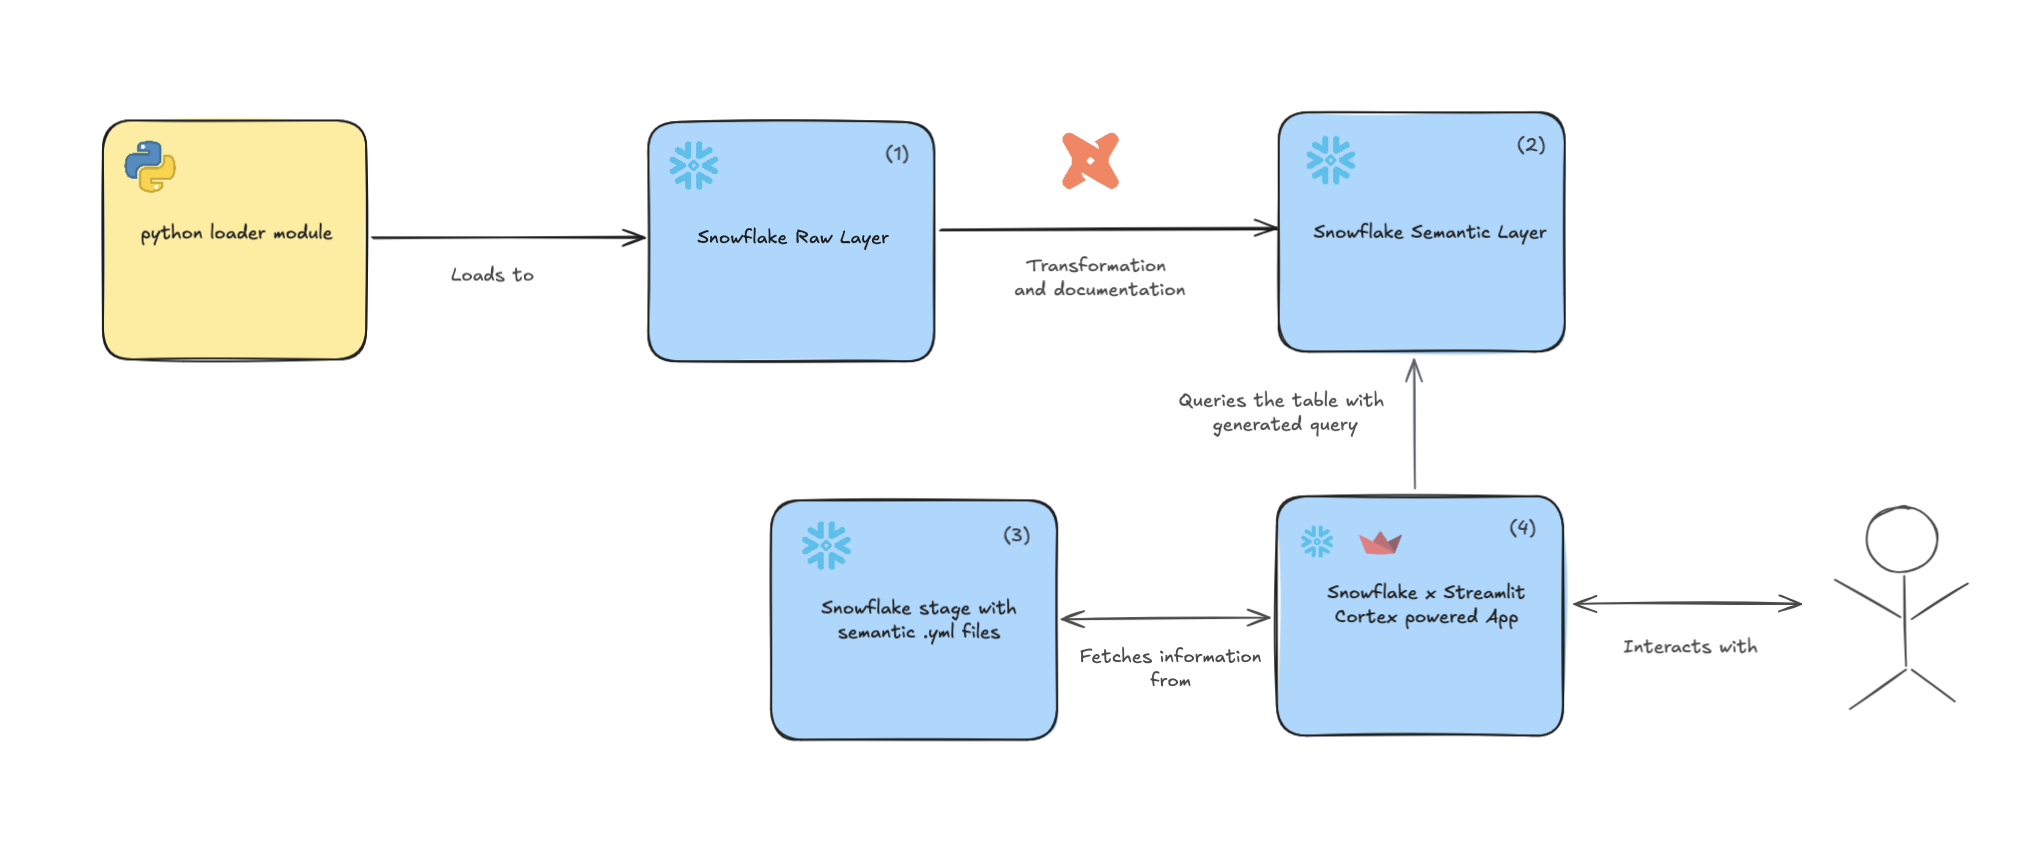 python loader module
Loads to
(1)
Snowflake Raw Layer
Transformation
and documentation
(2)
Snowflake Semantic Layer
Queries the table with
generated query
(3)
Snowflake stage with
semantic .yml files
Fetches information
from
(4)
Snowflake x Streamlit
Cortex powered App
Interacts with